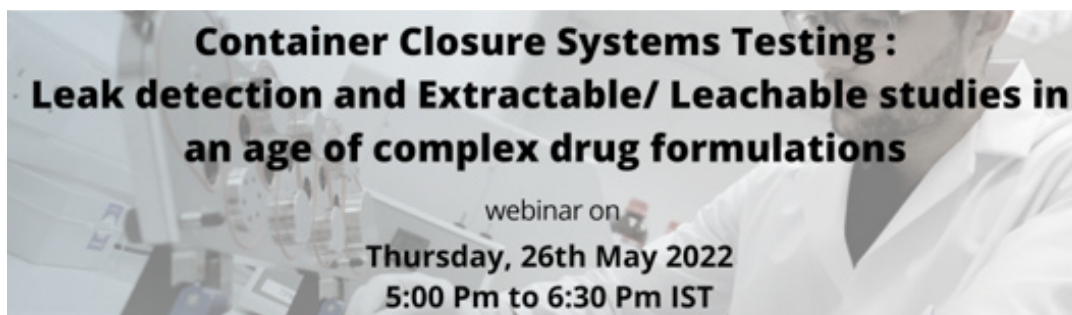 Container Closure Systems Testing :
Leak detection and Extractable/ Leachable studies in
an age of complex drug formulations
webinar on
Thursday, 26th May 2022
5:00 Pm to 6:30 Pm IST